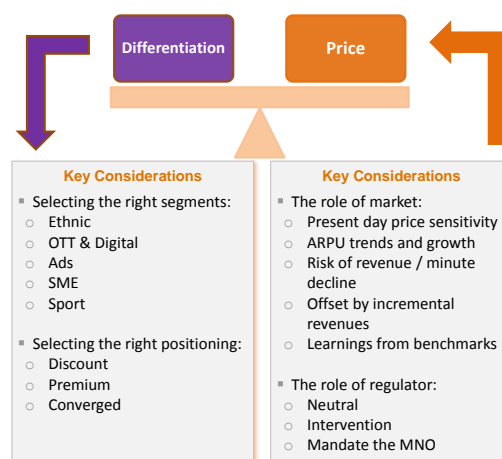 Differentiation
Price
Key Considerations
▪ Selecting the right segments:
o Ethnic
o OTT & Digital
o Ads
o SME
o Sport
▪ Selecting the right positioning:
o Discount
o Premium
o Converged
Key Considerations
▪ The role of market:
o Present day price sensitivity
o ARPU trends and growth
o Risk of revenue / minute
decline
o Offset by incremental
revenues
o Learnings from benchmarks
▪ The role of regulator:
o Neutral
o Intervention
o Mandate the MNO